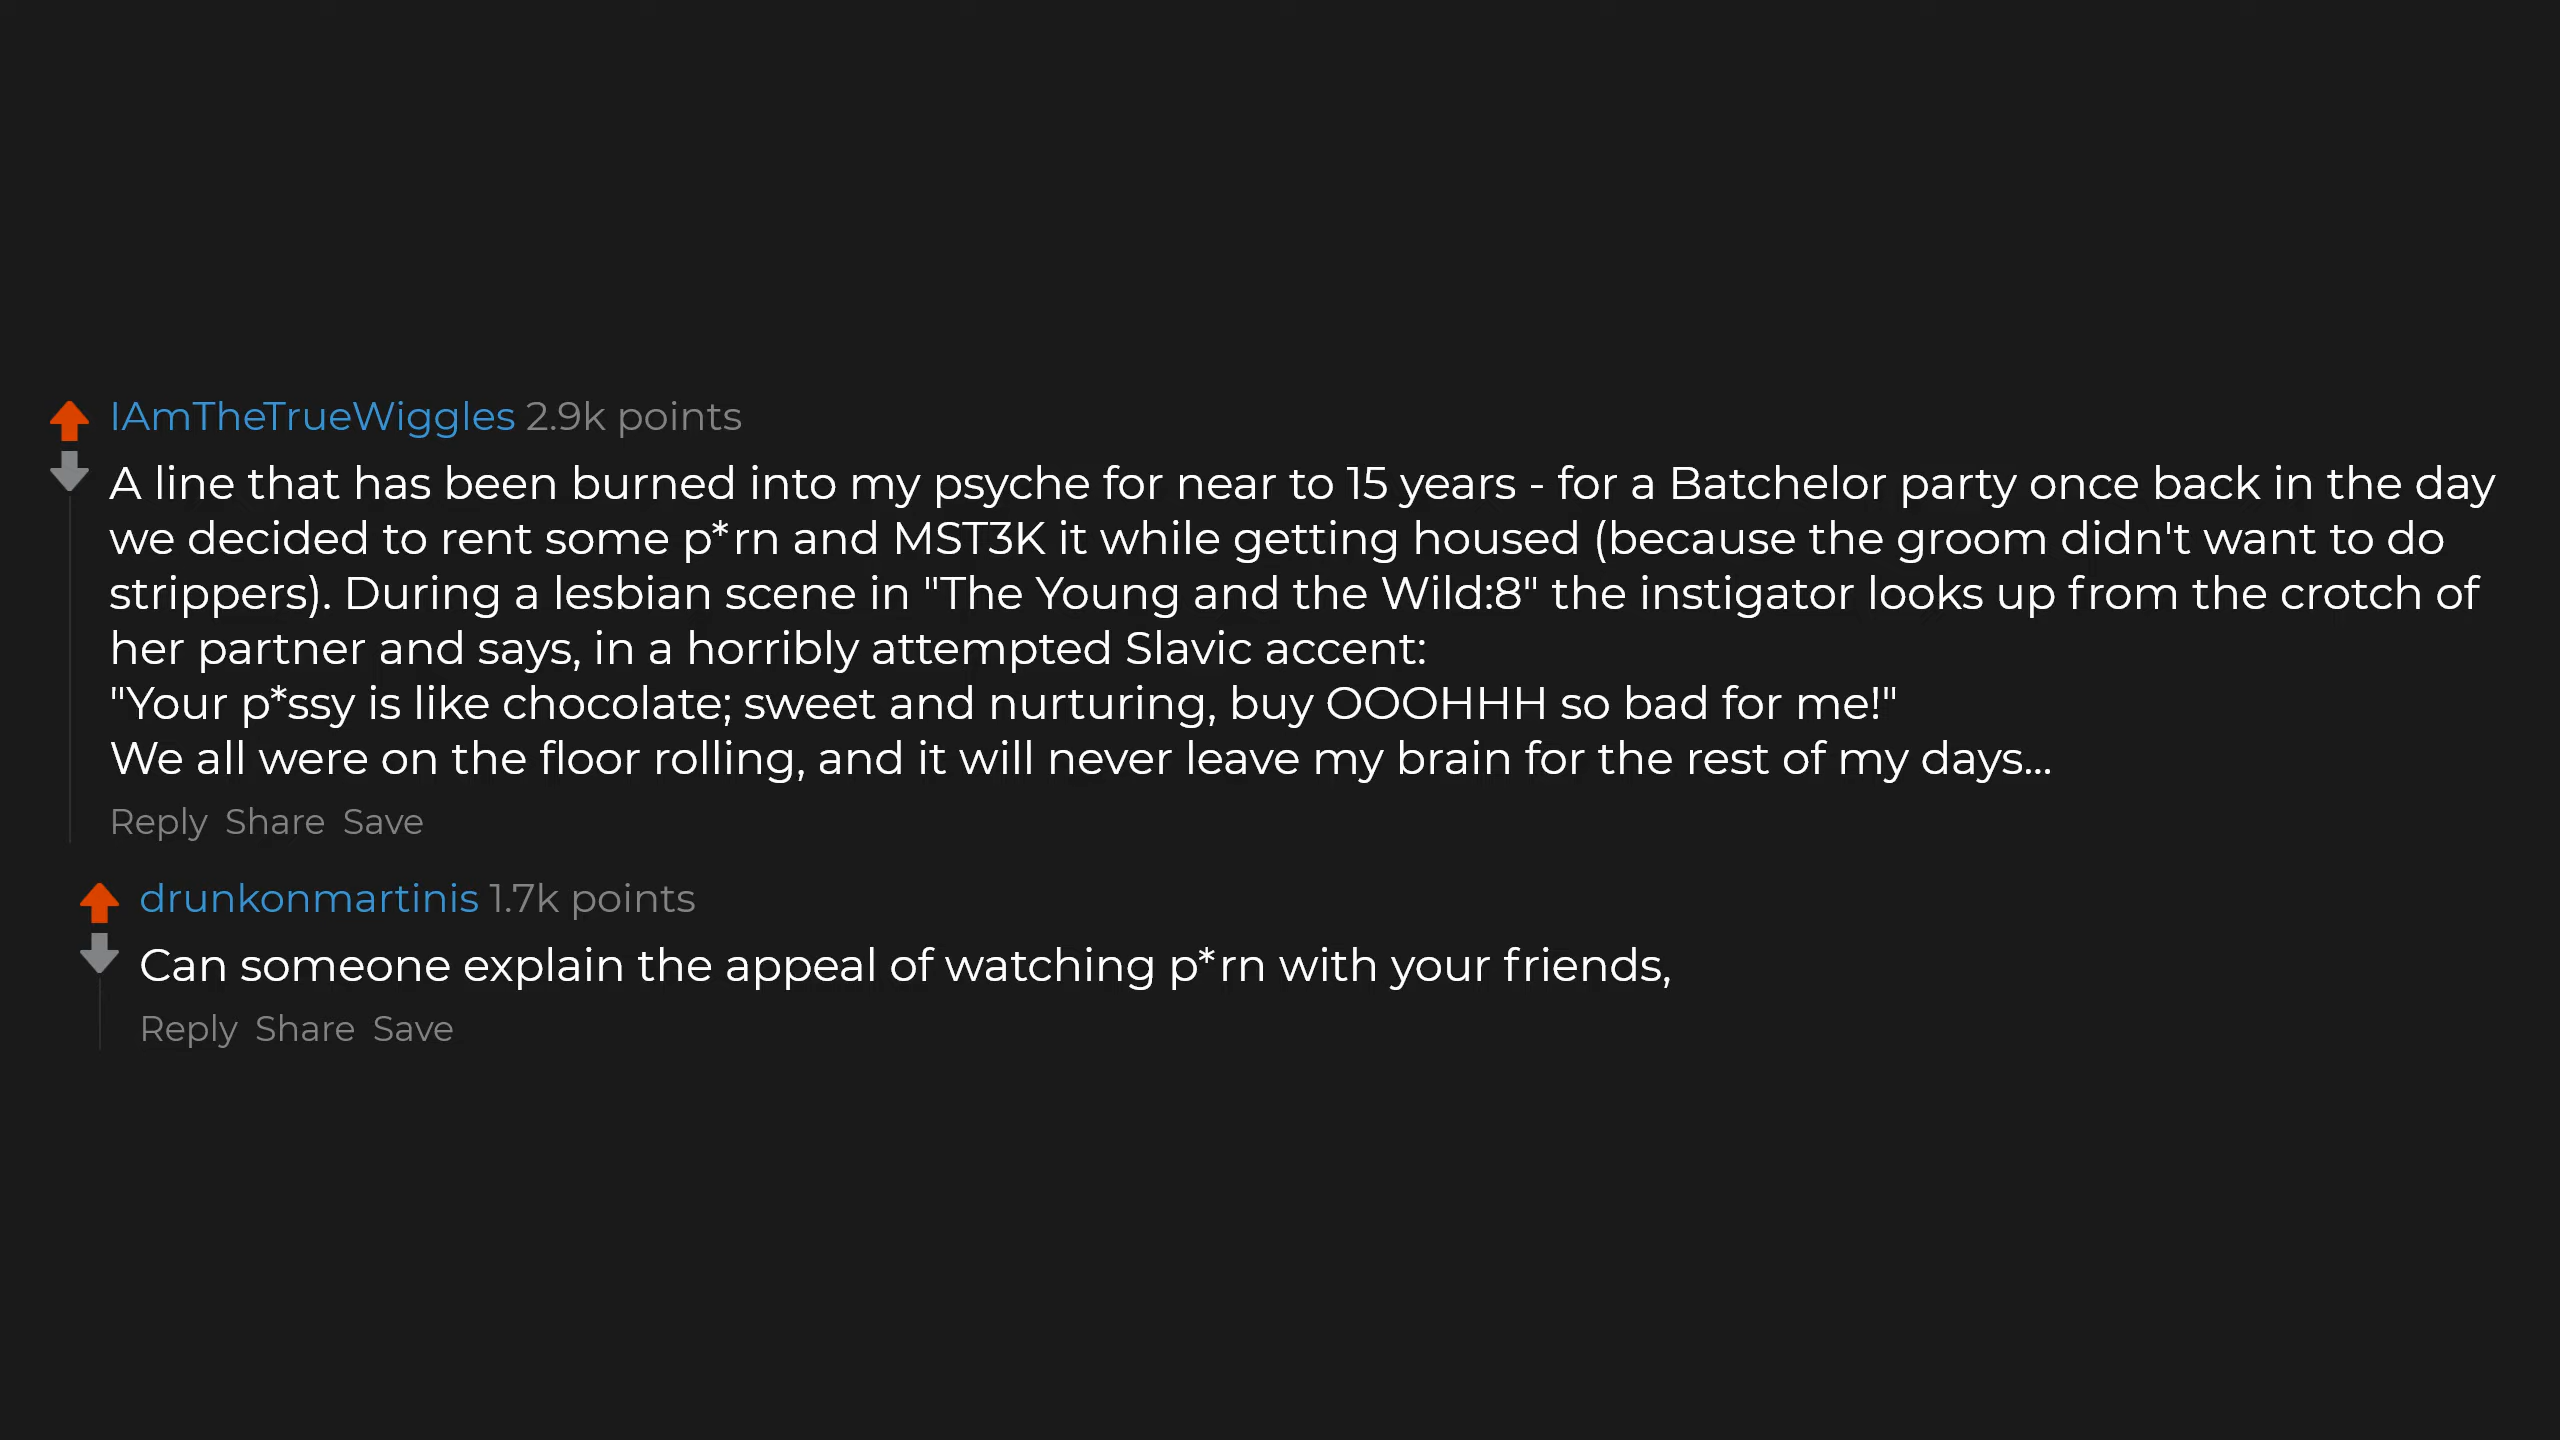 IAmTheTrueWiggles 2.9k points
A line that has been burned into my psyche for near to 15 years - for a Batchelor party once back in the day
we decided to rent some p*rn and MST3K it while getting housed (because the groom didn't want to do
strippers). During a lesbian scene in "The Young and the Wild:8" the instigator looks up from the crotch of
her partner and says, in a horribly attempted Slavic accent:
"Your p*ssy is like chocolate; sweet and nurturing, buy OOOHHH so bad for me!"
We all were on the floor rolling, and it will never leave my brain for the rest of my days...
Reply Share Save
drunkonmartinis 1.7k points
Can someone explain the appeal of watching p*rn with your friends,
Reply Share Save